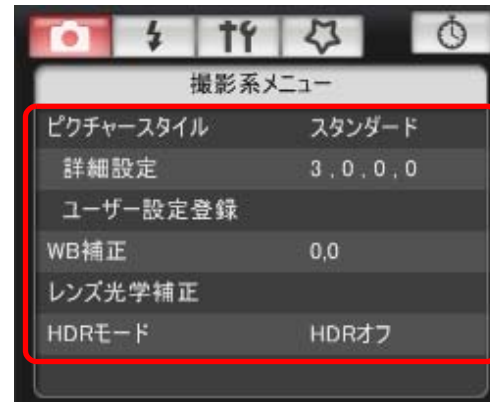 撮影系メニュー
ピクチャースタイル スタンダード
詳細設定 3,0,0,0
ユーザー設定登録
WB補正 0,0
レンズ光学補正
HDRモード HDRオフ